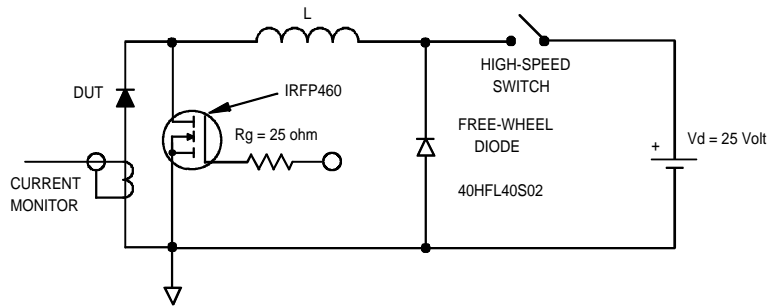 L
HIGH-SPEED
SWITCH
IRFP460
DUT
Rg = 25 ohm
FREE-WHEEL
DIODE
+
Vd = 25 Volt
40HFL40S02
CURRENT
MONITOR